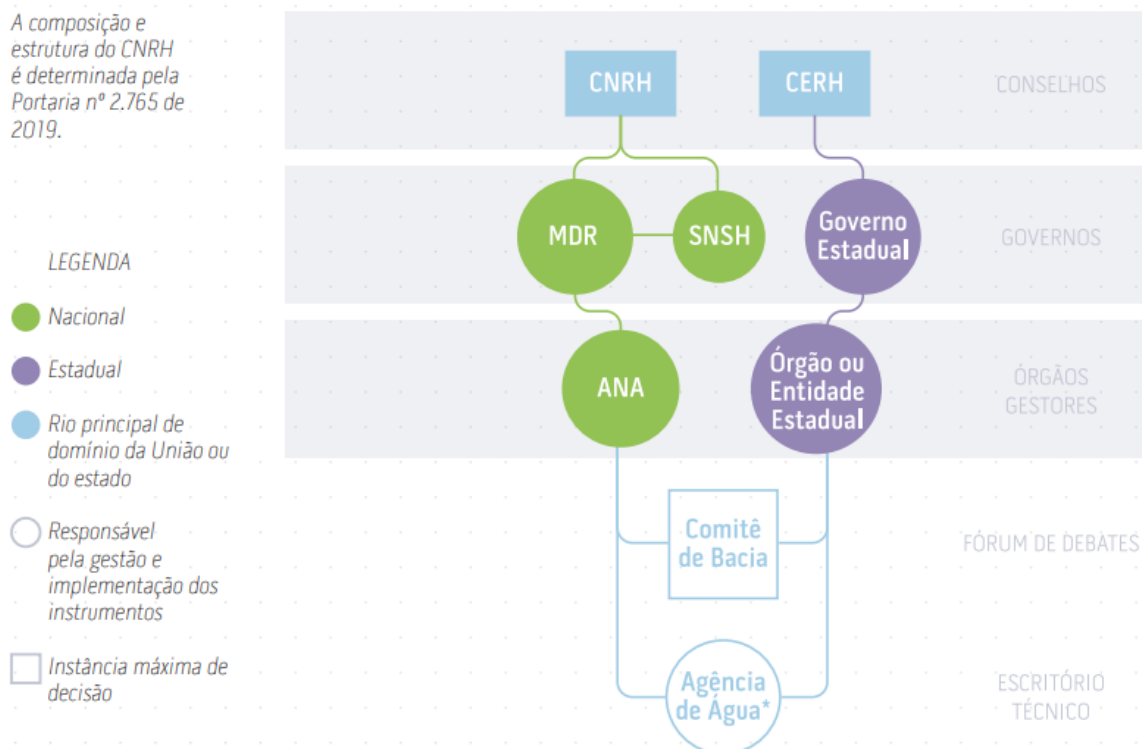 A composição e
estrutura do CNRH
é determinada pela
Portaria nº 2.765 de
2019.
CNRH
CERH
CONSELHOS
MDR
SNSH
Governo
Estadual
GOVERNOS
LEGENDA
Nacional
Estadual
Rio principal de
domínio da União ou
do estado
Responsável
pela gestão e
implementação dos
instrumentos
Instância máxima de
decisão
ANA
Órgão ou
Entidade
Estadual
ÓRGÃOS
GESTORES
Comitê
de Bacia
FÓRUM DE DEBATES
Agência
de Água*
ESCRITÓRIO
TÉCNICO